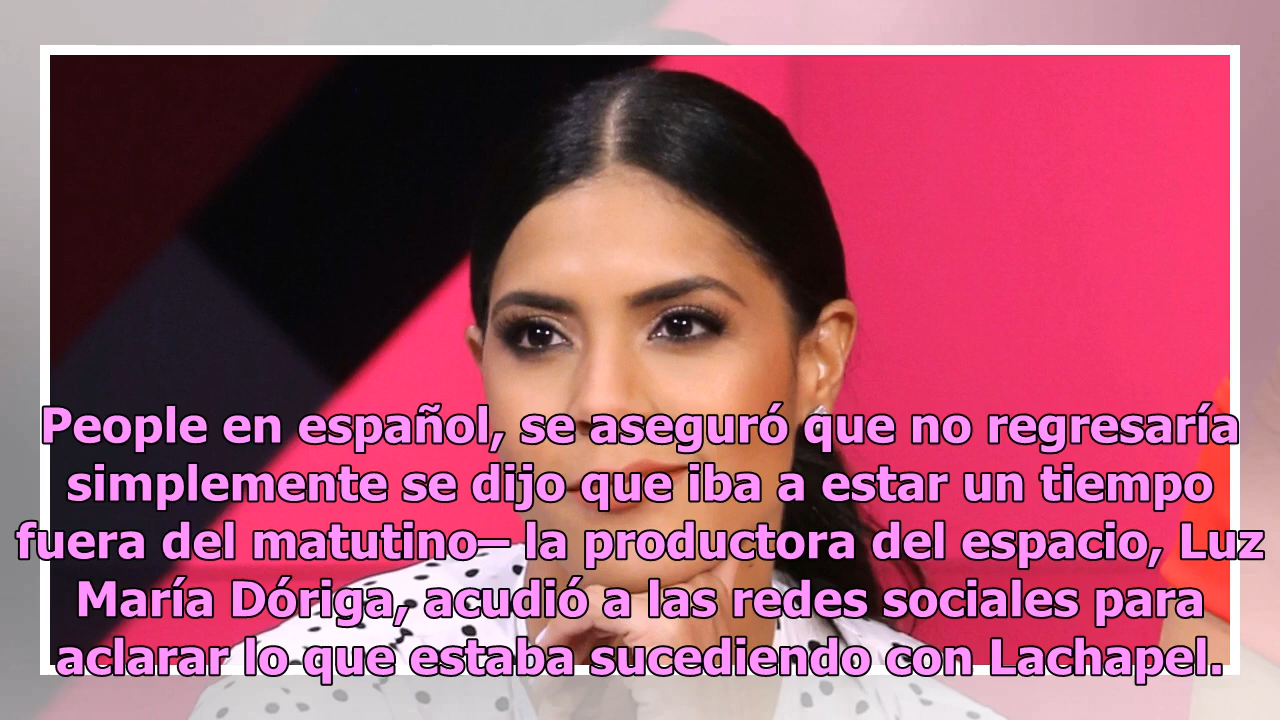 People en español, se aseguró que no regresaría
simplemente se dijo que iba a estar un tiempo
fuera del matutino— la productora del espacio, Luz
María Dóriga, acudió a las redes sociales para
aclarar lo que estaba sucediendo con Lachapel.